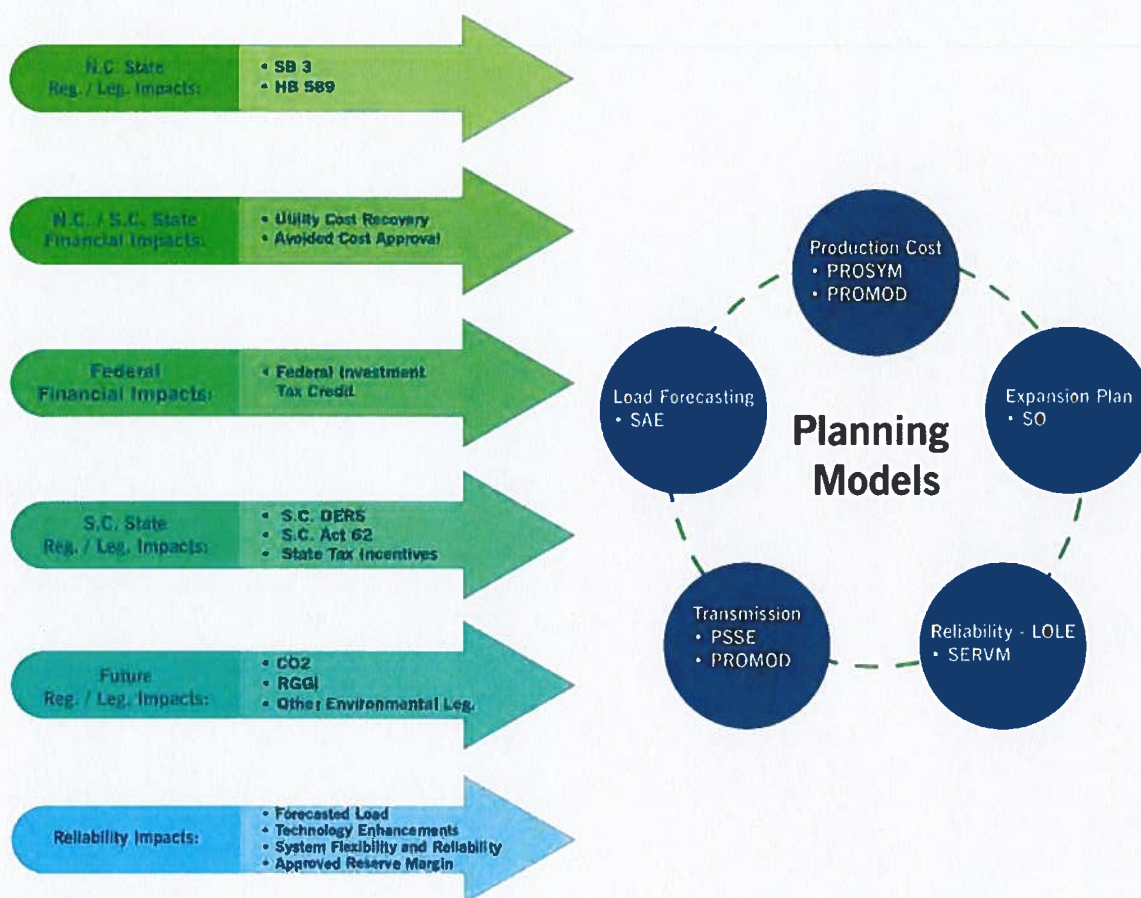 N.C. State
Reg. / Leg. Impacts:
• SB 3
• HB 589
N.C. / S.C. State
Financial Impacts:
• Utility Cost Recovery
• Avoided Cost Approval
Federal
Financial Impacts:
• Federal Investment
Tax Credit
S.C. State
Reg. / Leg. Impacts:
• S.C. DERS
• S.C. Act 62
• State Tax Incentives
Future
Reg. / Leg. Impacts:
• CO2
• RGGI
• Other Environmental Leg.
Reliability Impacts:
• Forecasted Load
• Technology Enhancements
• System Flexibility and Reliability
• Approved Reserve Margin
Production Cost
• PROSYM
• PROMOD
Load Forecasting
• SAE
Planning
Models
Expansion Plan
• SO
Transmission
• PSSE
• PROMOD
Reliability - LOLE
• SERVM